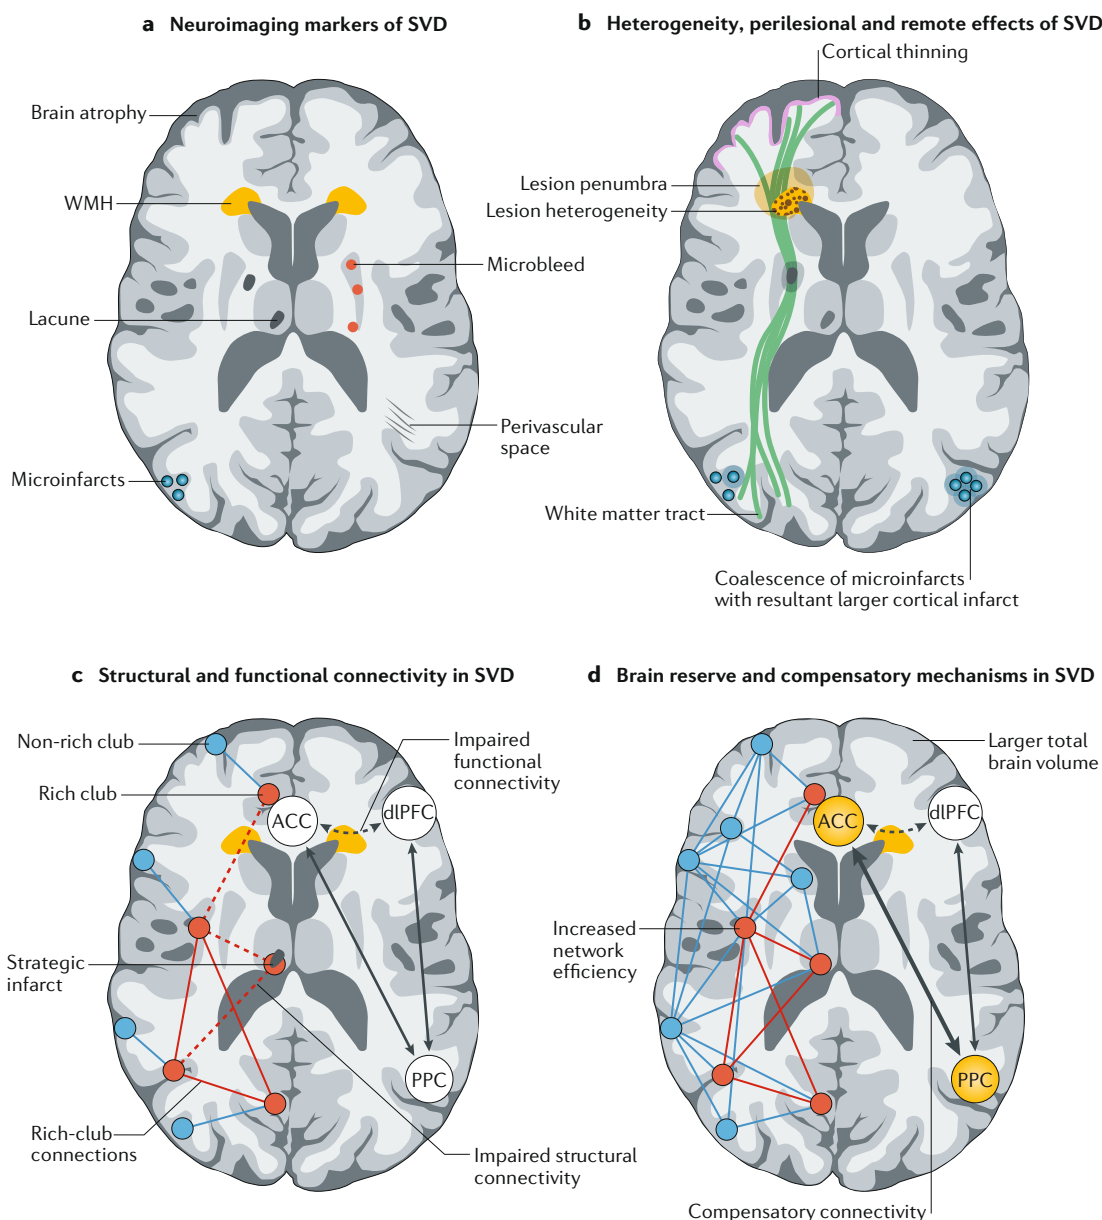 a Neuroimaging markers of SVD
Brain atrophy
WMH
Microbleed
Lacune
Perivascular
space
Microinfarcts
b Heterogeneity, perilesional and remote effects of SVD
Cortical thinning
Lesion penumbra
Lesion heterogeneity
White matter tract
Coalescence of microinfarcts
with resultant larger cortical infarct
c Structural and functional connectivity in SVD
Non-rich club
Impaired
functional
connectivity
Rich club
ACC
dlPFC
Strategic
infarct
PPC
Rich-club
connections
Impaired structural
connectivity
d Brain reserve and compensatory mechanisms in SVD
Larger total
brain volume
ACC
dlPFC
Increased
network
efficiency
PPC
Compensatory connectivity